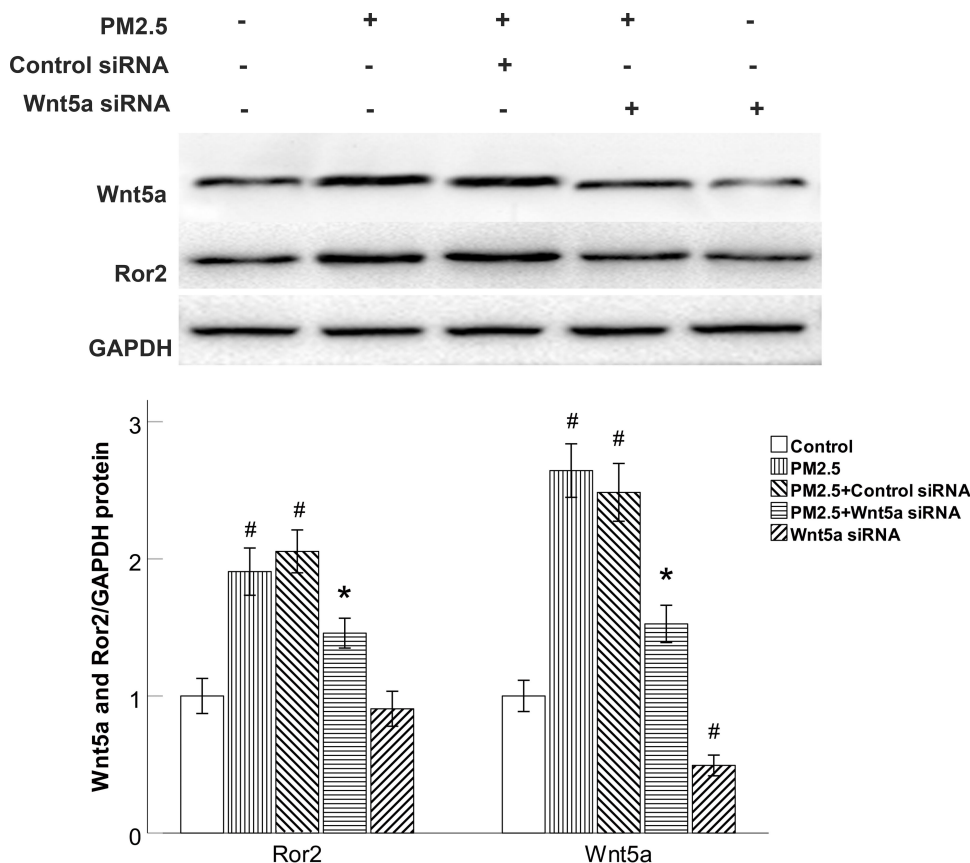 PM2.5 - + + + -
Control siRNA - - + - -
Wnt5a siRNA - - - + +
Wnt5a
Ror2
GAPDH
Wnt5a and Ror2/GAPDH protein
3
2
1
0
# # *
# # * #
Ror2 Wnt5a
Control
PM2.5
PM2.5+Control siRNA
PM2.5+Wnt5a siRNA
Wnt5a siRNA